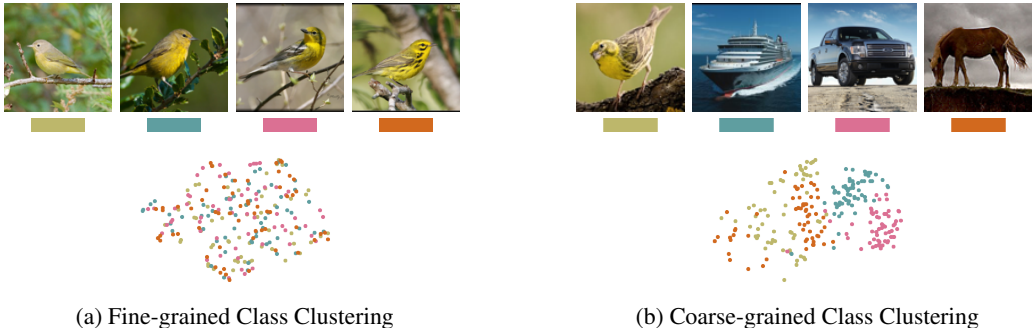 (a) Fine-grained Class Clustering
(b) Coarse-grained Class Clustering